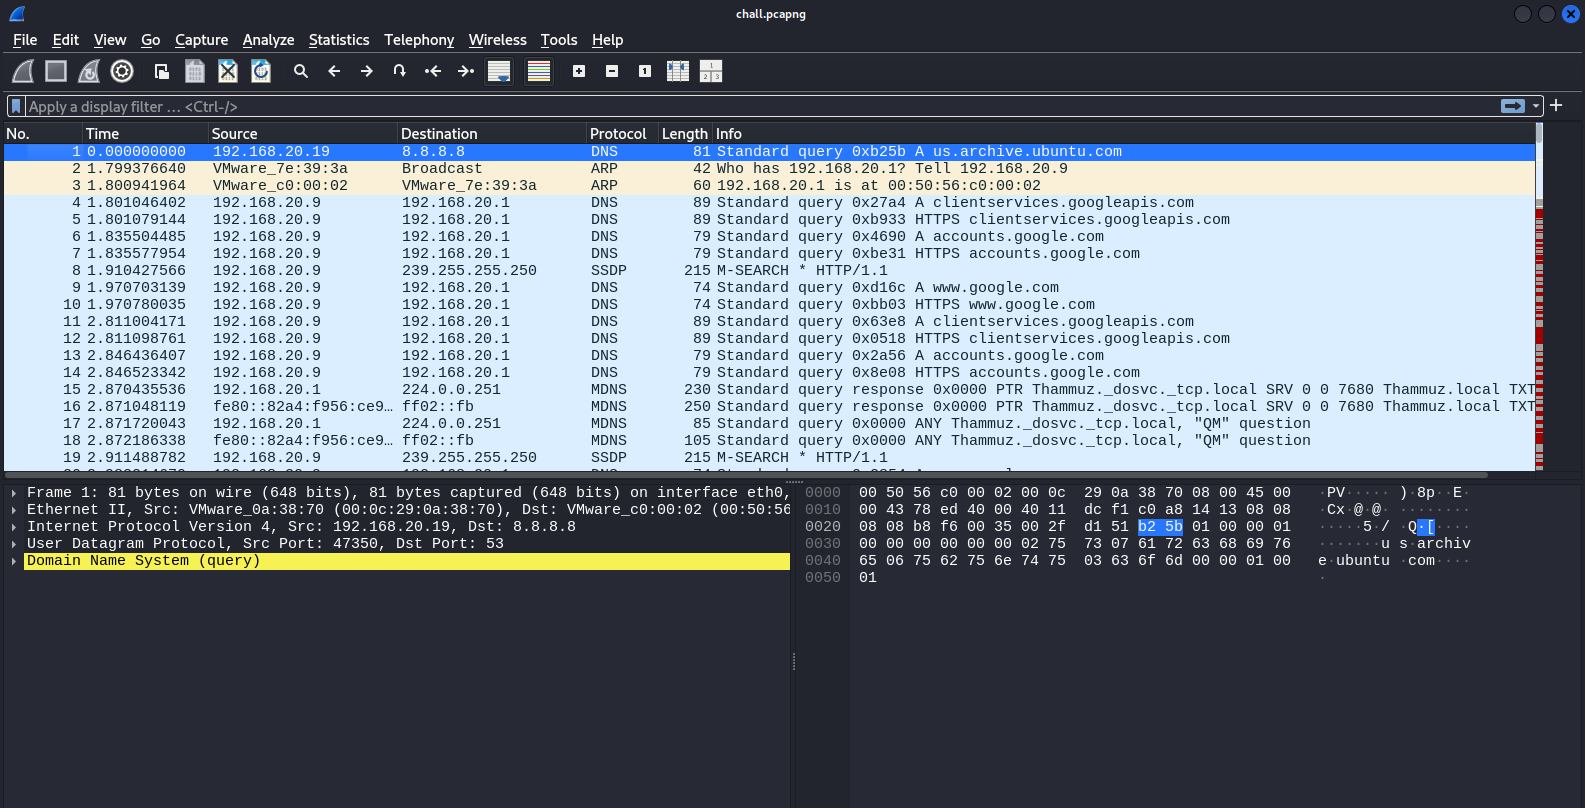 chall.pcapng
File Edit View Go Capture Analyze Statistics Telephony Wireless Tools Help
Apply a display filter … <Ctrl-/>
No. Time Source Destination Protocol Length Info
1 0.000000000 192.168.20.19 8.8.8.8 DNS 81 Standard query 0xb25b A us.archive.ubuntu.com
2 1.799376640 VMware_7e:39:3a Broadcast ARP 42 Who has 192.168.20.1? Tell 192.168.20.9
3 1.800941964 VMware_c0:00:02 VMware_7e:39:3a ARP 60 192.168.20.1 is at 00:50:56:c0:00:02
4 1.801046402 192.168.20.9 192.168.20.1 DNS 89 Standard query 0x27a4 A clientservices.googleapis.com
5 1.801079144 192.168.20.9 192.168.20.1 DNS 89 Standard query 0xb933 HTTPS clientservices.googleapis.com
6 1.835504485 192.168.20.9 192.168.20.1 DNS 79 Standard query 0x4690 A accounts.google.com
7 1.835577954 192.168.20.9 192.168.20.1 DNS 79 Standard query 0xbe31 HTTPS accounts.google.com
8 1.910427566 192.168.20.9 239.255.255.250 SSDP 215 M-SEARCH * HTTP/1.1
9 1.970703139 192.168.20.9 192.168.20.1 DNS 74 Standard query 0xd16c A www.google.com
10 1.970780035 192.168.20.9 192.168.20.1 DNS 74 Standard query 0xbb03 HTTPS www.google.com
11 2.811004171 192.168.20.9 192.168.20.1 DNS 89 Standard query 0x63e8 A clientservices.googleapis.com
12 2.811098761 192.168.20.9 192.168.20.1 DNS 89 Standard query 0x0518 HTTPS clientservices.googleapis.com
13 2.846436407 192.168.20.9 192.168.20.1 DNS 79 Standard query 0x2a56 A accounts.google.com
14 2.846523342 192.168.20.9 192.168.20.1 DNS 79 Standard query 0x8e08 HTTPS accounts.google.com
15 2.870435536 192.168.20.1 224.0.0.251 MDNS 230 Standard query response 0x0000 PTR Thammuz._dosvc._tcp.local SRV 0 0 7680 Thammuz.local TXT
16 2.871048119 fe80::82a4:f956:ce9… ff02::fb MDNS 250 Standard query response 0x0000 PTR Thammuz._dosvc._tcp.local SRV 0 0 7680 Thammuz.local TXT
17 2.871720043 192.168.20.1 224.0.0.251 MDNS 85 Standard query 0x0000 ANY Thammuz._dosvc._tcp.local, "QM" question
18 2.872186338 fe80::82a4:f956:ce9… ff02::fb MDNS 105 Standard query 0x0000 ANY Thammuz._dosvc._tcp.local, "QM" question
19 2.911488782 192.168.20.9 239.255.255.250 SSDP 215 M-SEARCH * HTTP/1.1
Frame 1: 81 bytes on wire (648 bits), 81 bytes captured (648 bits) on interface eth0,
Ethernet II, Src: VMware_0a:38:70 (00:0c:29:0a:38:70), Dst: VMware_c0:00:02 (00:50:56
Internet Protocol Version 4, Src: 192.168.20.19, Dst: 8.8.8.8
User Datagram Protocol, Src Port: 47350, Dst Port: 53
Domain Name System (query)
0000 00 50 56 c0 00 02 00 0c 29 0a 38 70 08 00 45 00 ·PV····· )·8p··E·
0010 00 43 78 ed 40 00 40 11 dc f1 c0 a8 14 13 08 08 ·Cx·@·@· ········
0020 08 08 b8 f6 00 35 00 2f d1 51 b2 5b 01 00 00 01 ·····5·/ ·Q·[····
0030 00 00 00 00 00 00 02 75 73 07 61 72 63 68 69 76 ·······u s·archiv
0040 65 06 75 62 75 6e 74 75 03 63 6f 6d 00 00 01 00 e·ubuntu ·com····
0050 01 ·